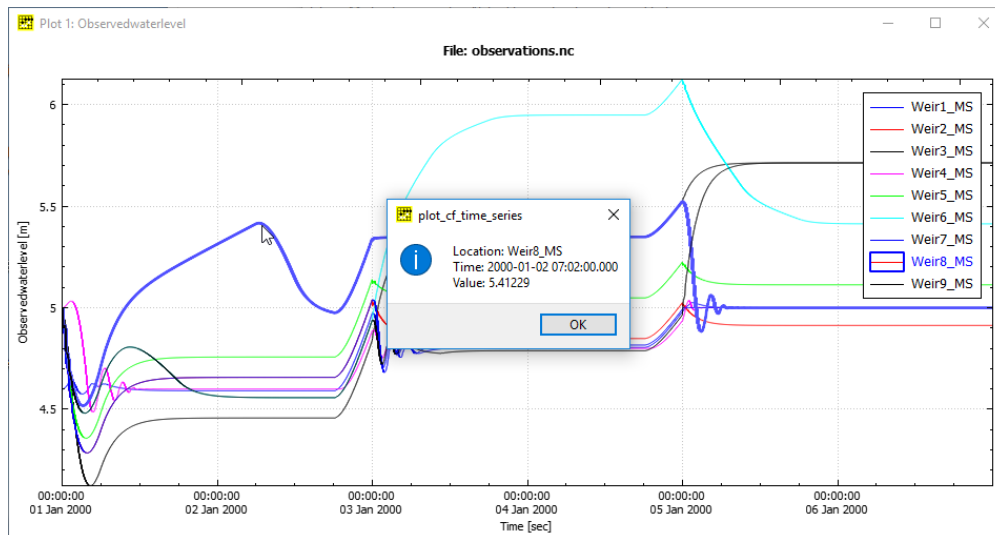 Plot 1: Observedwaterlevel
File: observations.nc
6
5.5
5
4.5
Observedwaterlevel [m]
Weir1_MS
Weir2_MS
Weir3_MS
Weir4_MS
Weir5_MS
Weir6_MS
Weir7_MS
Weir8_MS
Weir9_MS
plot_cf_time_series
Location: Weir8_MS
Time: 2000-01-02 07:02:00.000
Value: 5.41229
OK
00:00:00 00:00:00 00:00:00 00:00:00 00:00:00 00:00:00
01 Jan 2000 02 Jan 2000 03 Jan 2000 04 Jan 2000 05 Jan 2000 06 Jan 2000
Time [sec]